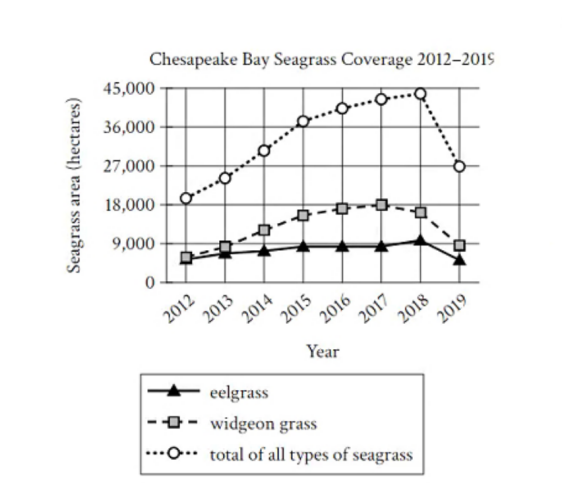 Chesapeake Bay Seagrass Coverage 2012–2019
Seagrass area (hectares)
45,000
36,000
27,000
18,000
9,000
0
2012 2013 2014 2015 2016 2017 2018 2019
Year
eelgrass
widgeon grass
total of all types of seagrass